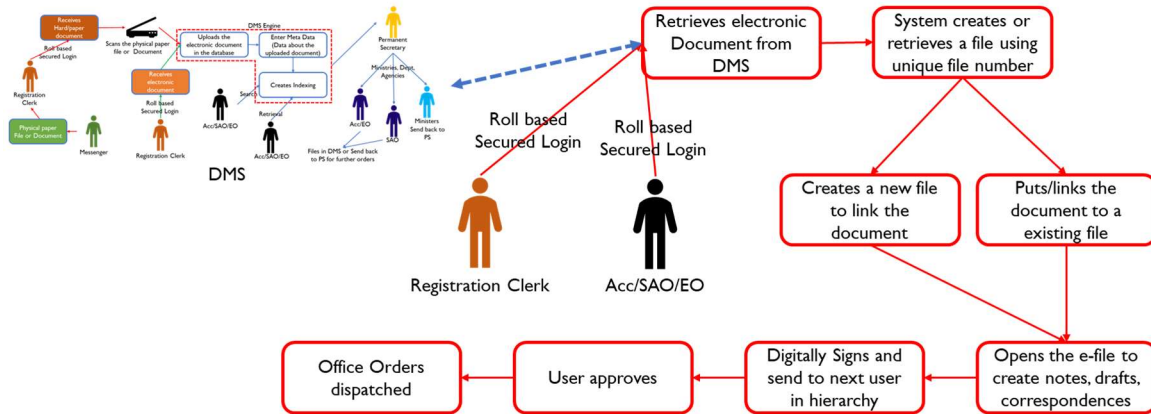 Receives
Hard/paper
document
Roll based
Secured Login
Registration
Clerk
Physical paper
File or Document
Messenger
Scans the physical paper
file or Document
Receives
electronic
document
Roll based
Secured Login
Registration Clerk
DMS Engine
Uploads the
electronic document
in the database
Enter Meta Data
(Data about the
uploaded document)
Creates Indexing
Search
Acc/SAO/EO
Retrieval
Acc/SAO/EO
Permanent
Secretary
Ministries, Dept.
Agencies
Acc/EO
SAO
Ministers
Send back to
PS
Files in DMS or Send back
to PS for further orders
DMS
Retrieves electronic
Document from
DMS
System creates or
retrieves a file using
unique file number
Roll based
Secured Login
Roll based
Secured Login
Registration Clerk
Acc/SAO/EO
Creates a new file
to link the
document
Puts/links the
document to a
existing file
Office Orders
dispatched
User approves
Digitally Signs and
send to next user
in hierarchy
Opens the e-file to
create notes, drafts,
correspondences